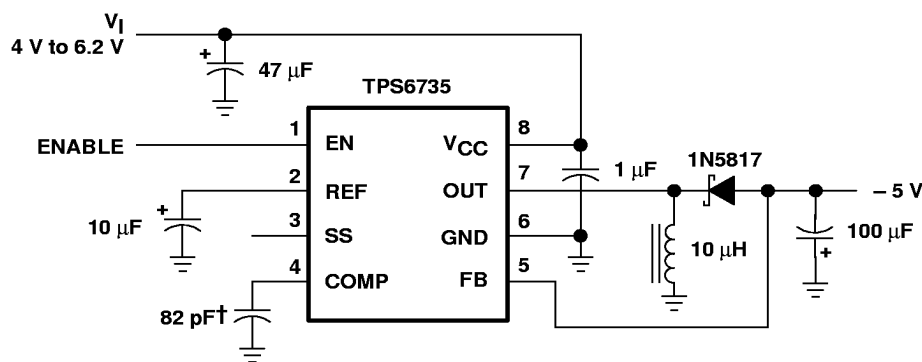 VI
4 V to 6.2 V
47 μF
TPS6735
ENABLE
1
EN
VCC
8
1 μF
1N5817
2
REF
OUT
7
– 5 V
10 μF
3
SS
GND
6
10 μH
100 μF
4
COMP
FB
5
82 pF†